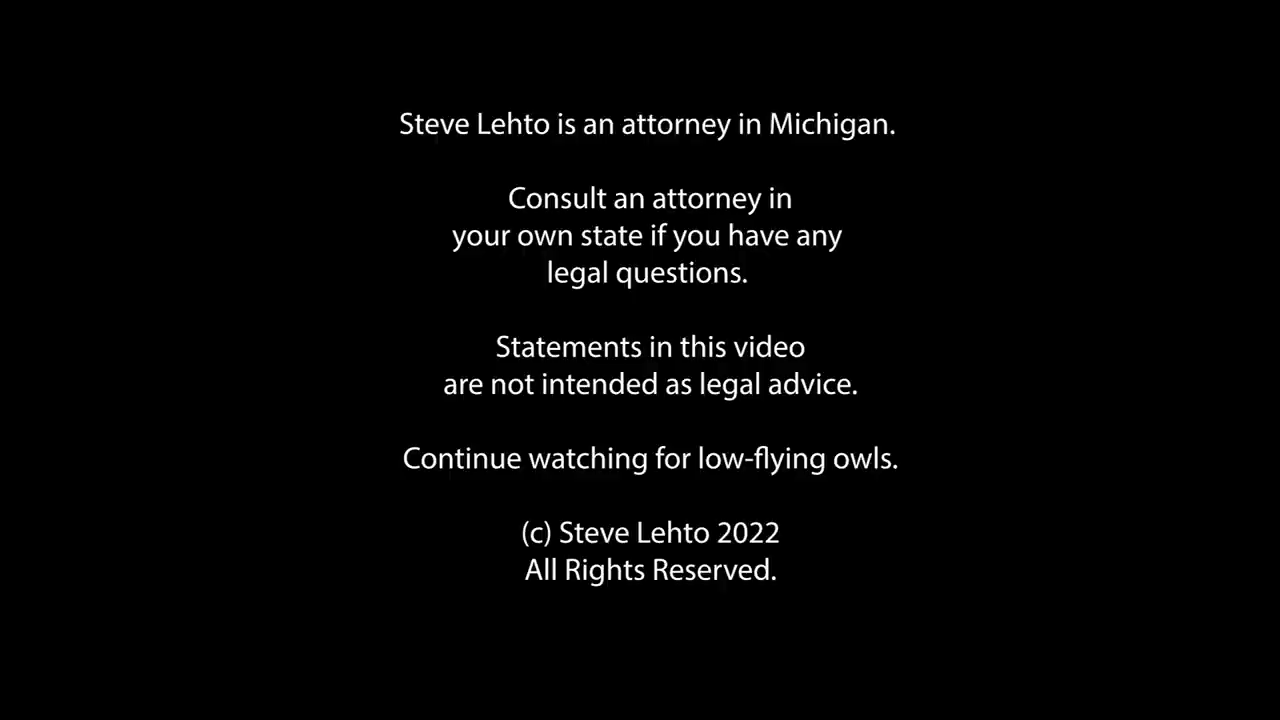 Steve Lehto is an attorney in Michigan.
Consult an attorney in
your own state if you have any
legal questions.
Statements in this video
are not intended as legal advice.
Continue watching for low-flying owls.
(c) Steve Lehto 2022
All Rights Reserved.